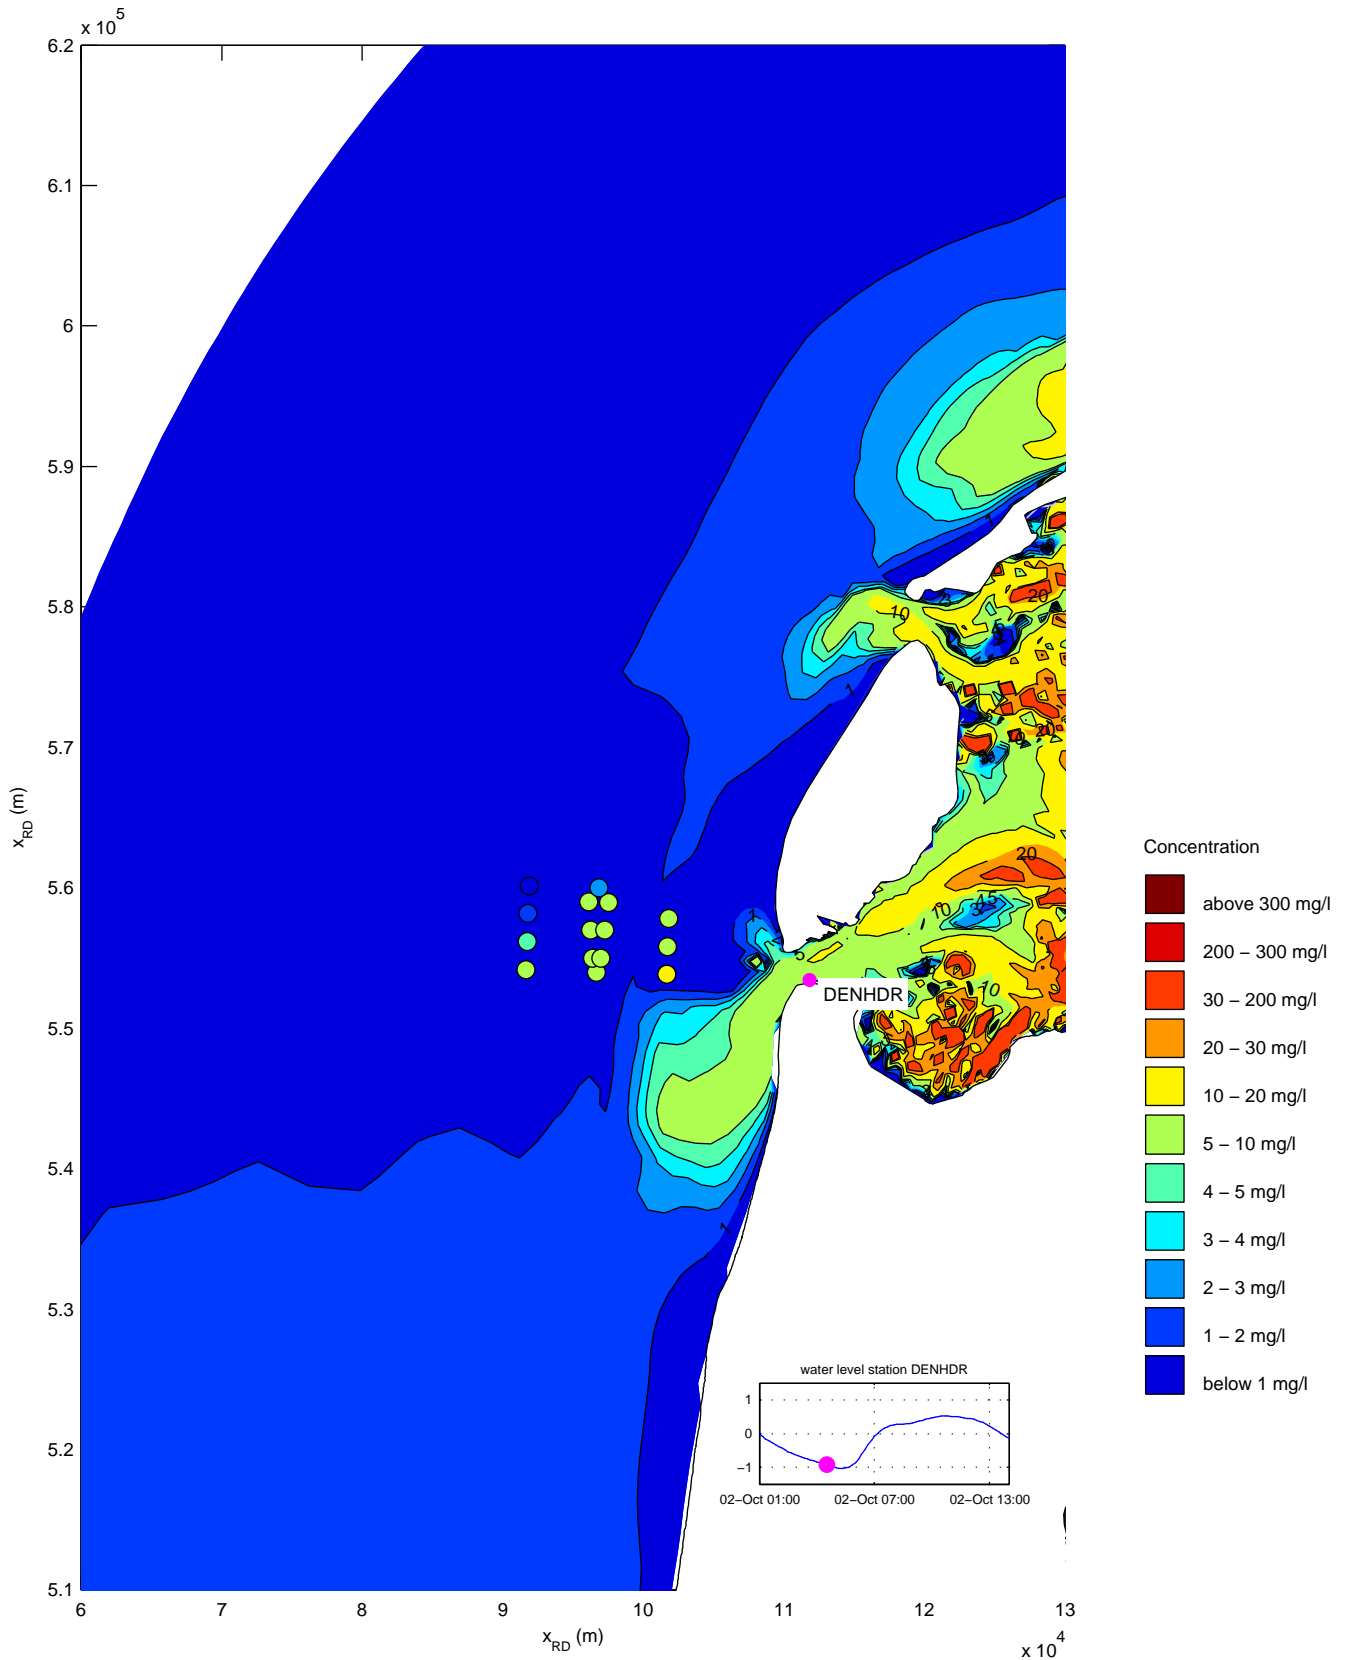 x 10^5
6.2
6.1
6
5.9
5.8
5.7
5.6
5.5
5.4
5.3
5.2
5.1
x_RD (m)
6 7 8 9 10 11 12 13
x_RD (m)
x 10^4
1
10
20
5
1
20
20
10
1
5
10
1
DENHDR
water level station DENHDR
1
0
−1
02−Oct 01:00 02−Oct 07:00 02−Oct 13:00
Concentration
above 300 mg/l
200 − 300 mg/l
30 − 200 mg/l
20 − 30 mg/l
10 − 20 mg/l
5 − 10 mg/l
4 − 5 mg/l
3 − 4 mg/l
2 − 3 mg/l
1 − 2 mg/l
below 1 mg/l